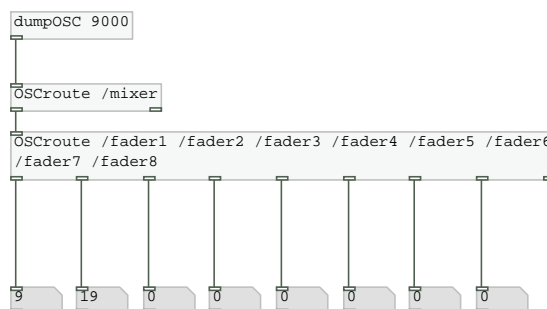 dumpOSC 9000
OSCroute /mixer
OSCroute /fader1 /fader2 /fader3 /fader4 /fader5 /fader6
/fader7 /fader8
9 19 0 0 0 0 0 0